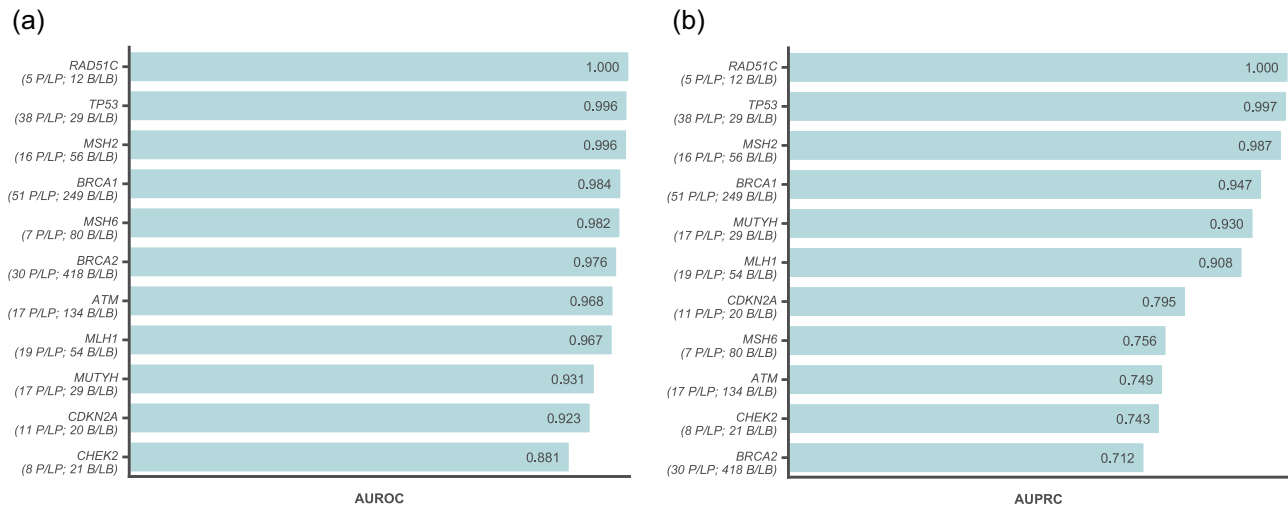 (a)
RAD51C
(5 P/LP; 12 B/LB)
1.000
TP53
(38 P/LP; 29 B/LB)
0.996
MSH2
(16 P/LP; 56 B/LB)
0.996
BRCA1
(51 P/LP; 249 B/LB)
0.984
MSH6
(7 P/LP; 80 B/LB)
0.982
BRCA2
(30 P/LP; 418 B/LB)
0.976
ATM
(17 P/LP; 134 B/LB)
0.968
MLH1
(19 P/LP; 54 B/LB)
0.967
MUTYH
(17 P/LP; 29 B/LB)
0.931
CDKN2A
(11 P/LP; 20 B/LB)
0.923
CHEK2
(8 P/LP; 21 B/LB)
0.881
AUROC
(b)
RAD51C
(5 P/LP; 12 B/LB)
1.000
TP53
(38 P/LP; 29 B/LB)
0.997
MSH2
(16 P/LP; 56 B/LB)
0.987
BRCA1
(51 P/LP; 249 B/LB)
0.947
MUTYH
(17 P/LP; 29 B/LB)
0.930
MLH1
(19 P/LP; 54 B/LB)
0.908
CDKN2A
(11 P/LP; 20 B/LB)
0.795
MSH6
(7 P/LP; 80 B/LB)
0.756
ATM
(17 P/LP; 134 B/LB)
0.749
CHEK2
(8 P/LP; 21 B/LB)
0.743
BRCA2
(30 P/LP; 418 B/LB)
0.712
AUPRC